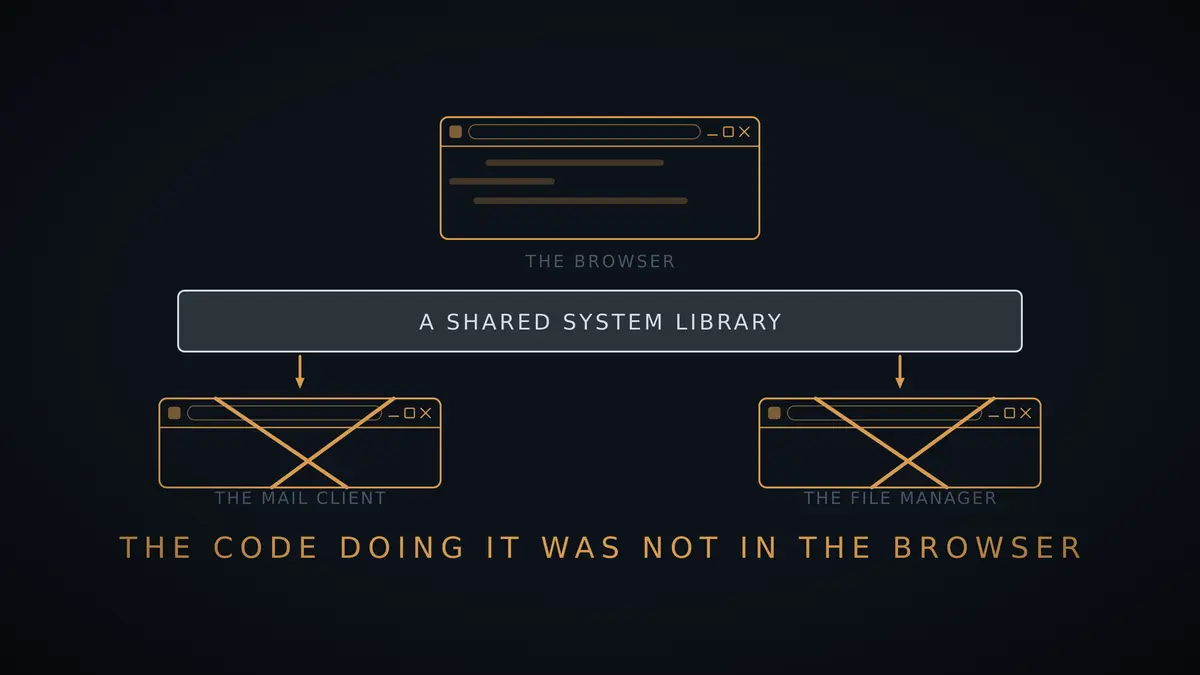 THE BROWSER
A SHARED SYSTEM LIBRARY
THE MAIL CLIENT
THE FILE MANAGER
THE CODE DOING IT WAS NOT IN THE BROWSER